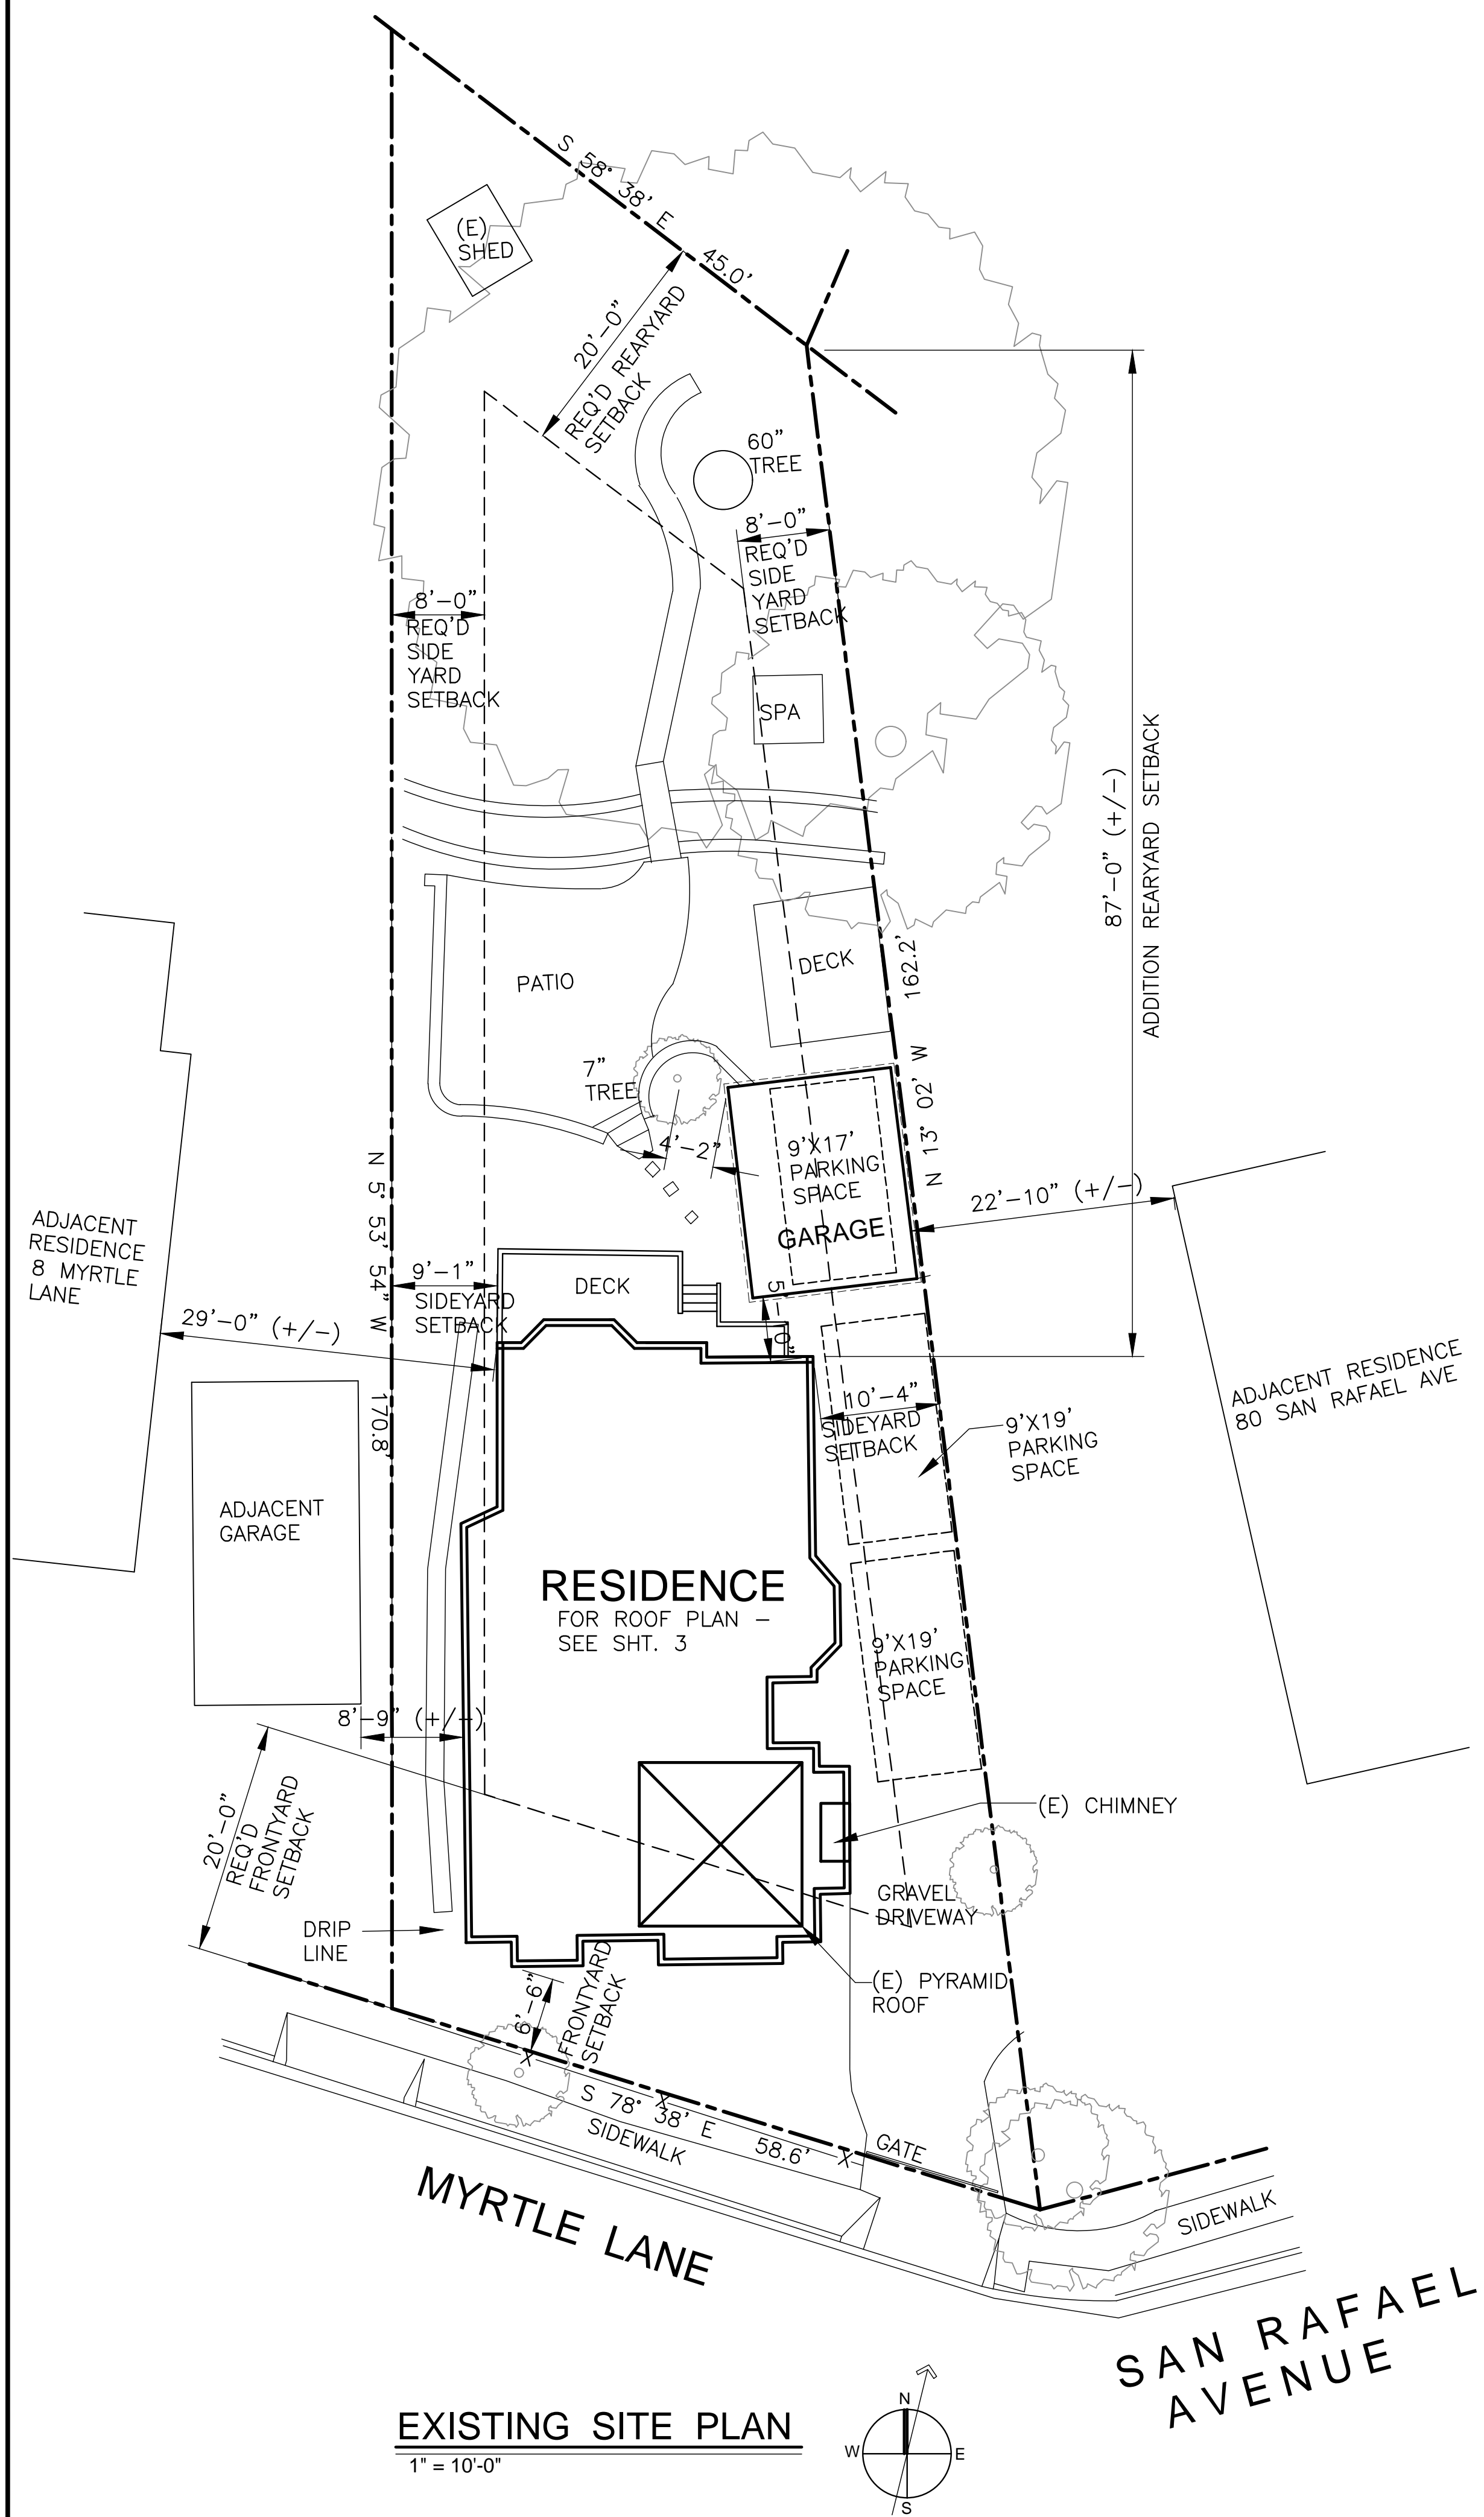 S 58° 38' E 45.0'
(E)
SHED
20'-0"
REQ'D REARYARD
SETBACK
60"
TREE
8'-0"
REQ'D
SIDE
YARD
SETBACK
8'-0"
REQ'D
SIDE
YARD
SETBACK
SPA
87'-0" (+/-)
ADDITION REARYARD SETBACK
DECK
N 13° 02' W 162.2'
PATIO
7"
TREE
4'-2"
9'X17'
PARKING
SPACE
GARAGE
22'-10" (+/-)
N 5° 53' 54" W 170.8'
ADJACENT
RESIDENCE
8 MYRTLE
LANE
9'-1"
SIDEYARD
SETBACK
DECK
5'-0"
29'-0" (+/-)
ADJACENT RESIDENCE
80 SAN RAFAEL AVE
10'-4"
SIDEYARD
SETBACK
9'X19'
PARKING
SPACE
ADJACENT
GARAGE
RESIDENCE
FOR ROOF PLAN -
SEE SHT. 3
9'X19'
PARKING
SPACE
8'-9" (+/-)
20'-0"
REQ'D
FRONTYARD
SETBACK
(E) CHIMNEY
GRAVEL
DRIVEWAY
DRIP
LINE
(E) PYRAMID
ROOF
6'-6"
FRONTYARD
SETBACK
X
X
X
S 78° 38' E 58.6'
SIDEWALK
GATE
SIDEWALK
MYRTLE LANE
SAN RAFAEL
AVENUE
EXISTING SITE PLAN
1" = 10'-0"
N
W
E
S